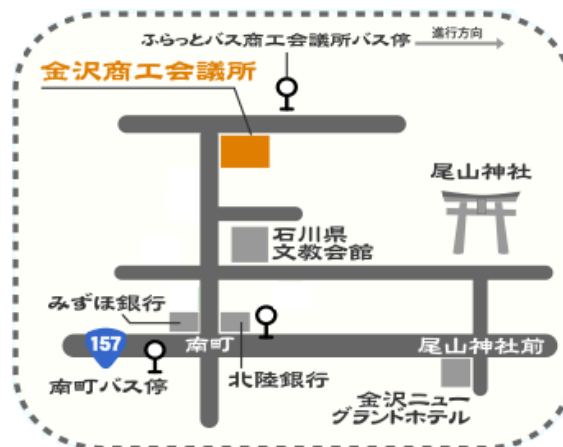 ふらっとバス商工会議所バス停
進行方向
金沢商工会議所
尾山神社
石川県
文教会館
みずほ銀行
157
南町
尾山神社前
南町バス停
北陸銀行
金沢ニュー
グランドホテル